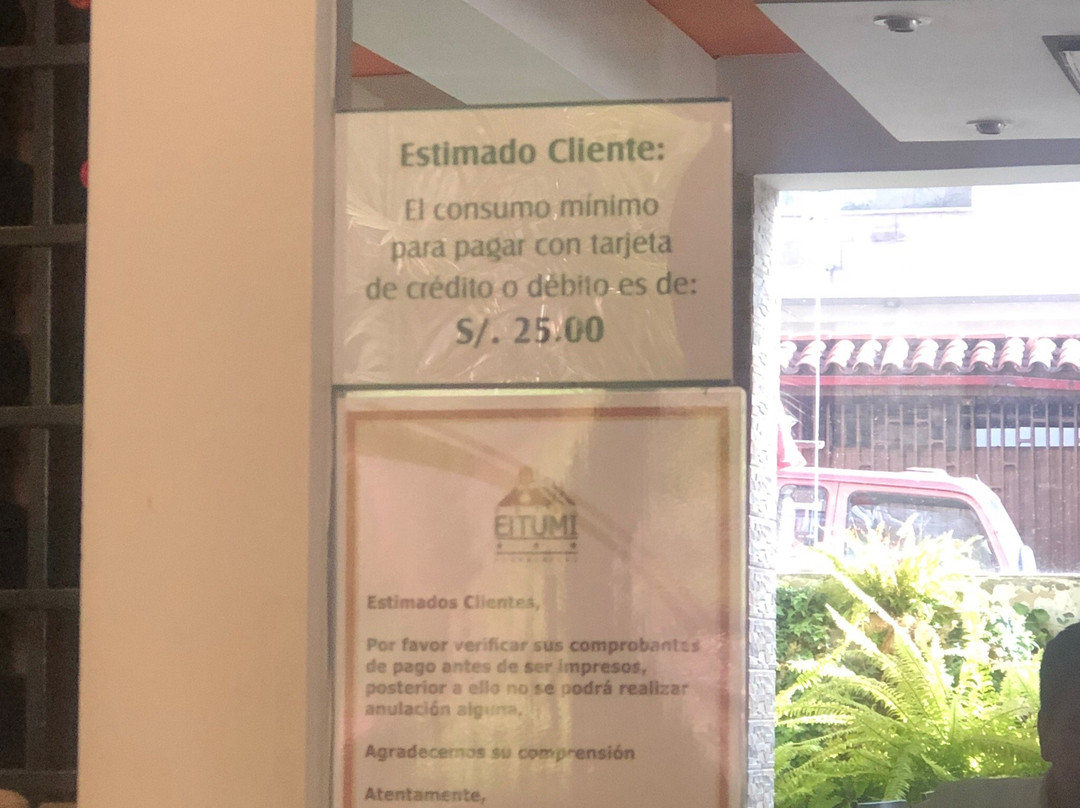 Estimado Cliente:
El consumo mínimo
para pagar con tarjeta
de crédito o débito es de:
S/. 25.00
ElTUMI
Estimados Clientes,
Por favor verificar sus comprobantes
de pago antes de ser impresos,
posterior a ello no se podrá realizar
anulación alguna.
Agradecemos su comprensión
Atentamente,